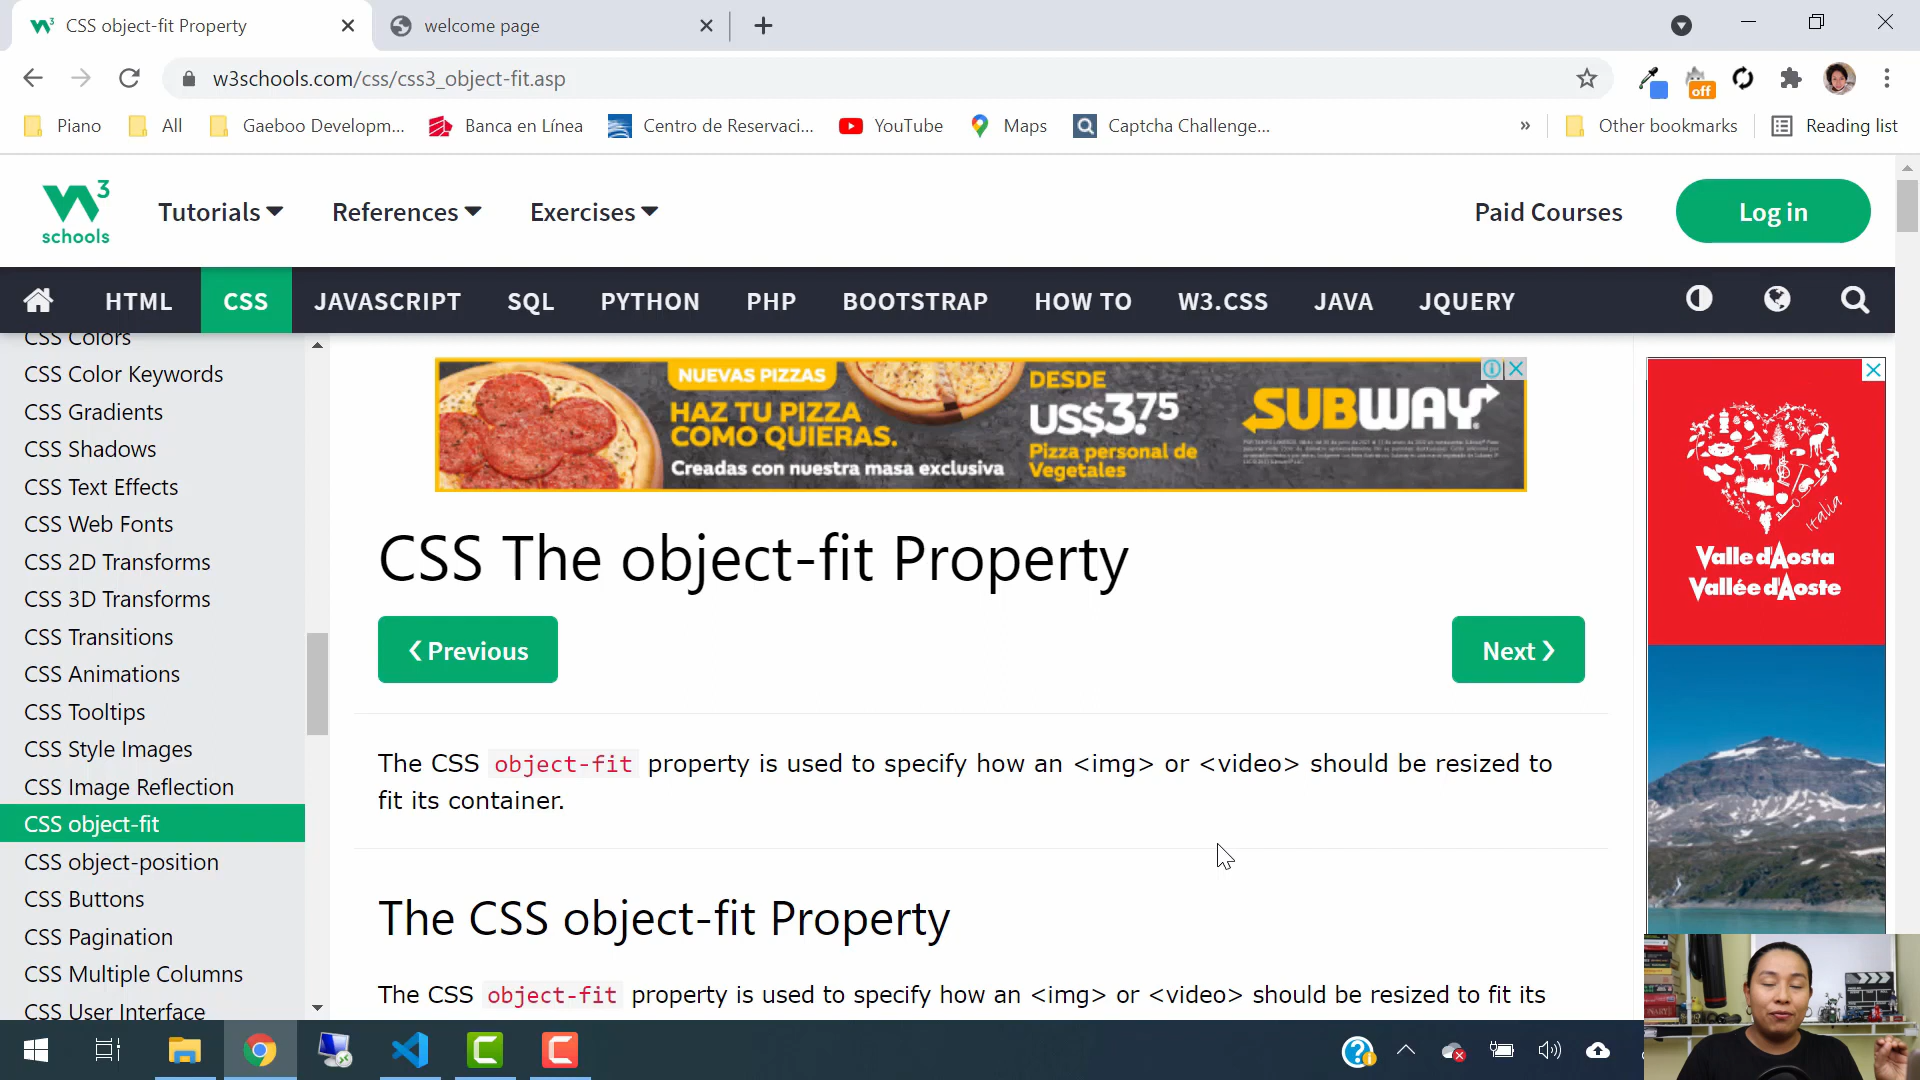 CSS object-fit Property
welcome page
w3schools.com/css/css3_object-fit.asp
off
Piano
All
Gaeboo Developm...
Banca en Línea
Centro de Reservaci...
YouTube
Maps
Captcha Challenge...
»
Other bookmarks
Reading list
W3 schools
Tutorials
References
Exercises
Paid Courses
Log in
HTML
CSS
JAVASCRIPT
SQL
PYTHON
PHP
BOOTSTRAP
HOW TO
W3.CSS
JAVA
JQUERY
CSS Colors
CSS Color Keywords
CSS Gradients
CSS Shadows
CSS Text Effects
CSS Web Fonts
CSS 2D Transforms
CSS 3D Transforms
CSS Transitions
CSS Animations
CSS Tooltips
CSS Style Images
CSS Image Reflection
CSS object-fit
CSS object-position
CSS Buttons
CSS Pagination
CSS Multiple Columns
CSS User Interface
NUEVAS PIZZAS
HAZ TU PIZZA
COMO QUIERAS.
Creadas con nuestra masa exclusiva
DESDE
US$3.75
Pizza personal de
Vegetales
SUBWAY
CSS The object-fit Property
❮ Previous
Next ❯
The CSS object-fit property is used to specify how an <img> or <video> should be resized to
fit its container.
The CSS object-fit Property
The CSS object-fit property is used to specify how an <img> or <video> should be resized to fit its
italia
Valle d'Aosta
Vallée d'Aoste